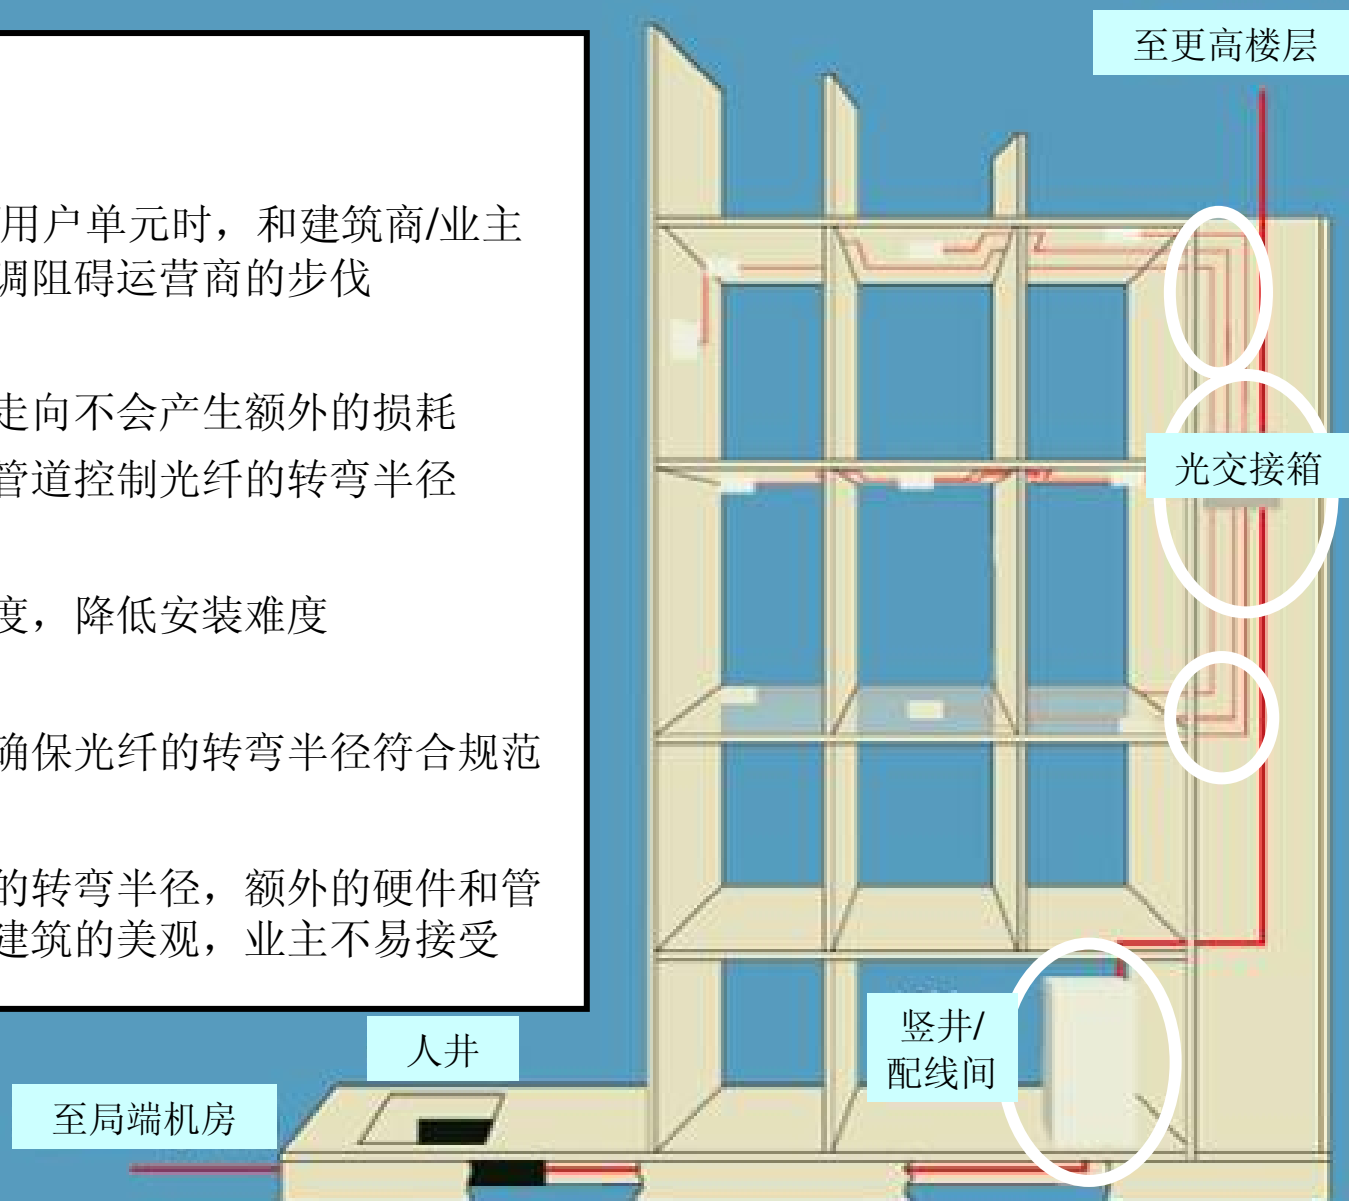 至更高楼层
用户单元时，和建筑商/业主
调阻碍运营商的步伐
走向不会产生额外的损耗
管道控制光纤的转弯半径
光交接箱
度，降低安装难度
确保光纤的转弯半径符合规范
的转弯半径，额外的硬件和管
建筑的美观，业主不易接受
竖井/
配线间
人井
至局端机房